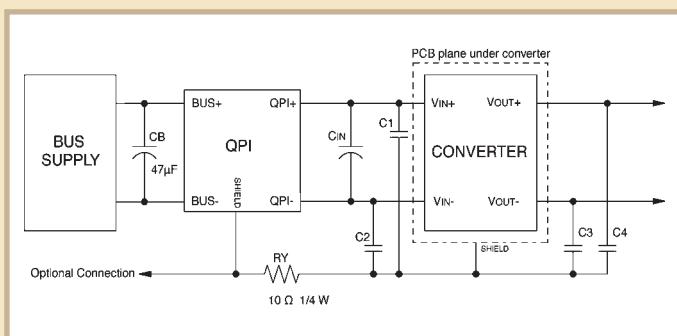 PCB plane under converter
BUS SUPPLY
CB
47µF
BUS+
QPI+
QPI
SHIELD
BUS-
QPI-
CIN
C1
C2
VIN+
VOUT+
CONVERTER
VIN-
VOUT-
SHIELD
C3
C4
Optional Connection
RY
10 Ω 1/4 W